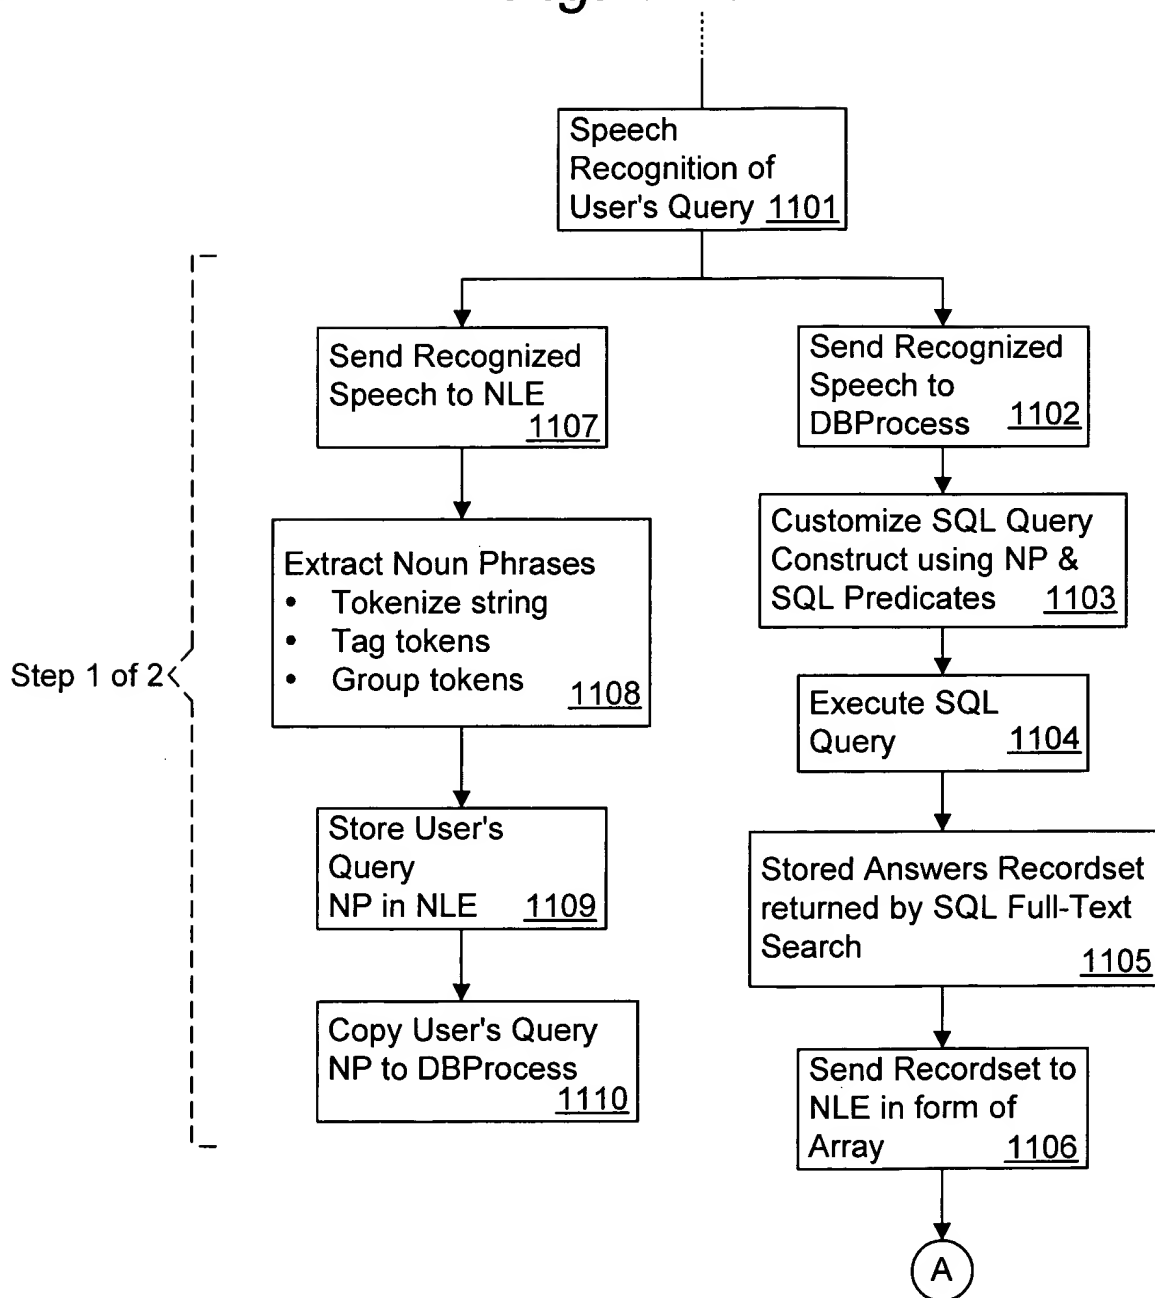 Speech
Recognition of
User's Query 1101
Send Recognized
Speech to NLE
1107
Send Recognized
Speech to
DBProcess 1102
Customize SQL Query
Construct using NP &
SQL Predicates 1103
Extract Noun Phrases
• Tokenize string
• Tag tokens
• Group tokens 1108
Step 1 of 2
Execute SQL
Query 1104
Store User's
Query
NP in NLE 1109
Stored Answers Recordset
returned by SQL Full-Text
Search 1105
Copy User's Query
NP to DBProcess
1110
Send Recordset to
NLE in form of
Array 1106
A